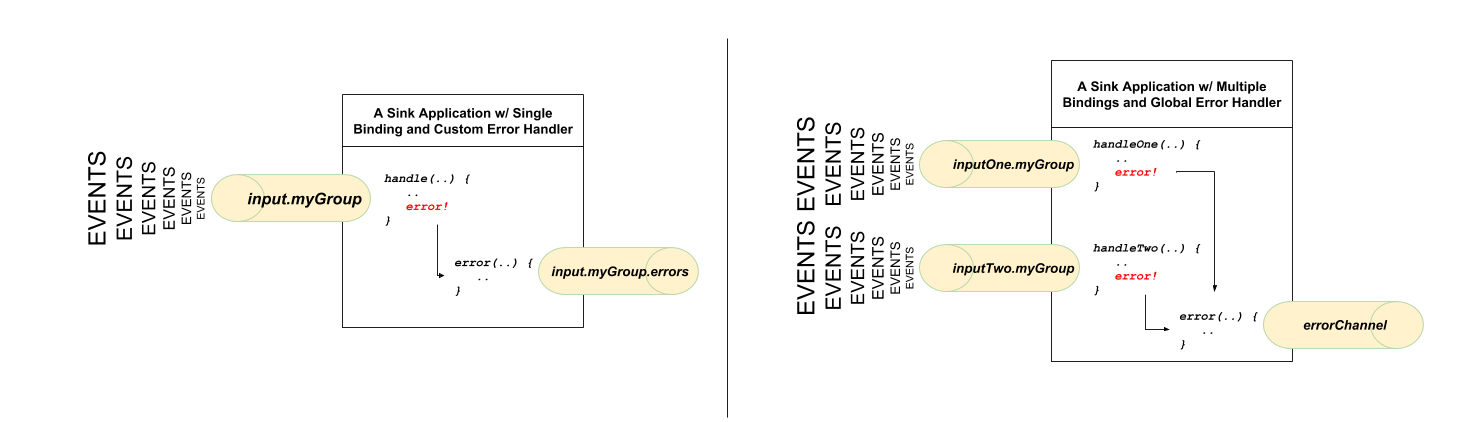 A Sink Application w/ Single
Binding and Custom Error Handler
EVENTS
EVENTS
EVENTS
EVENTS
EVENTS
EVENTS
input.myGroup
handle(..) {
..
error!
}
error(..) {
..
}
input.myGroup.errors
A Sink Application w/ Multiple
Bindings and Global Error Handler
EVENTS
EVENTS
EVENTS
EVENTS
EVENTS
EVENTS
inputOne.myGroup
handleOne(..) {
..
error!
}
EVENTS
EVENTS
EVENTS
EVENTS
EVENTS
EVENTS
inputTwo.myGroup
handleTwo(..) {
..
error!
}
error(..) {
..
}
errorChannel